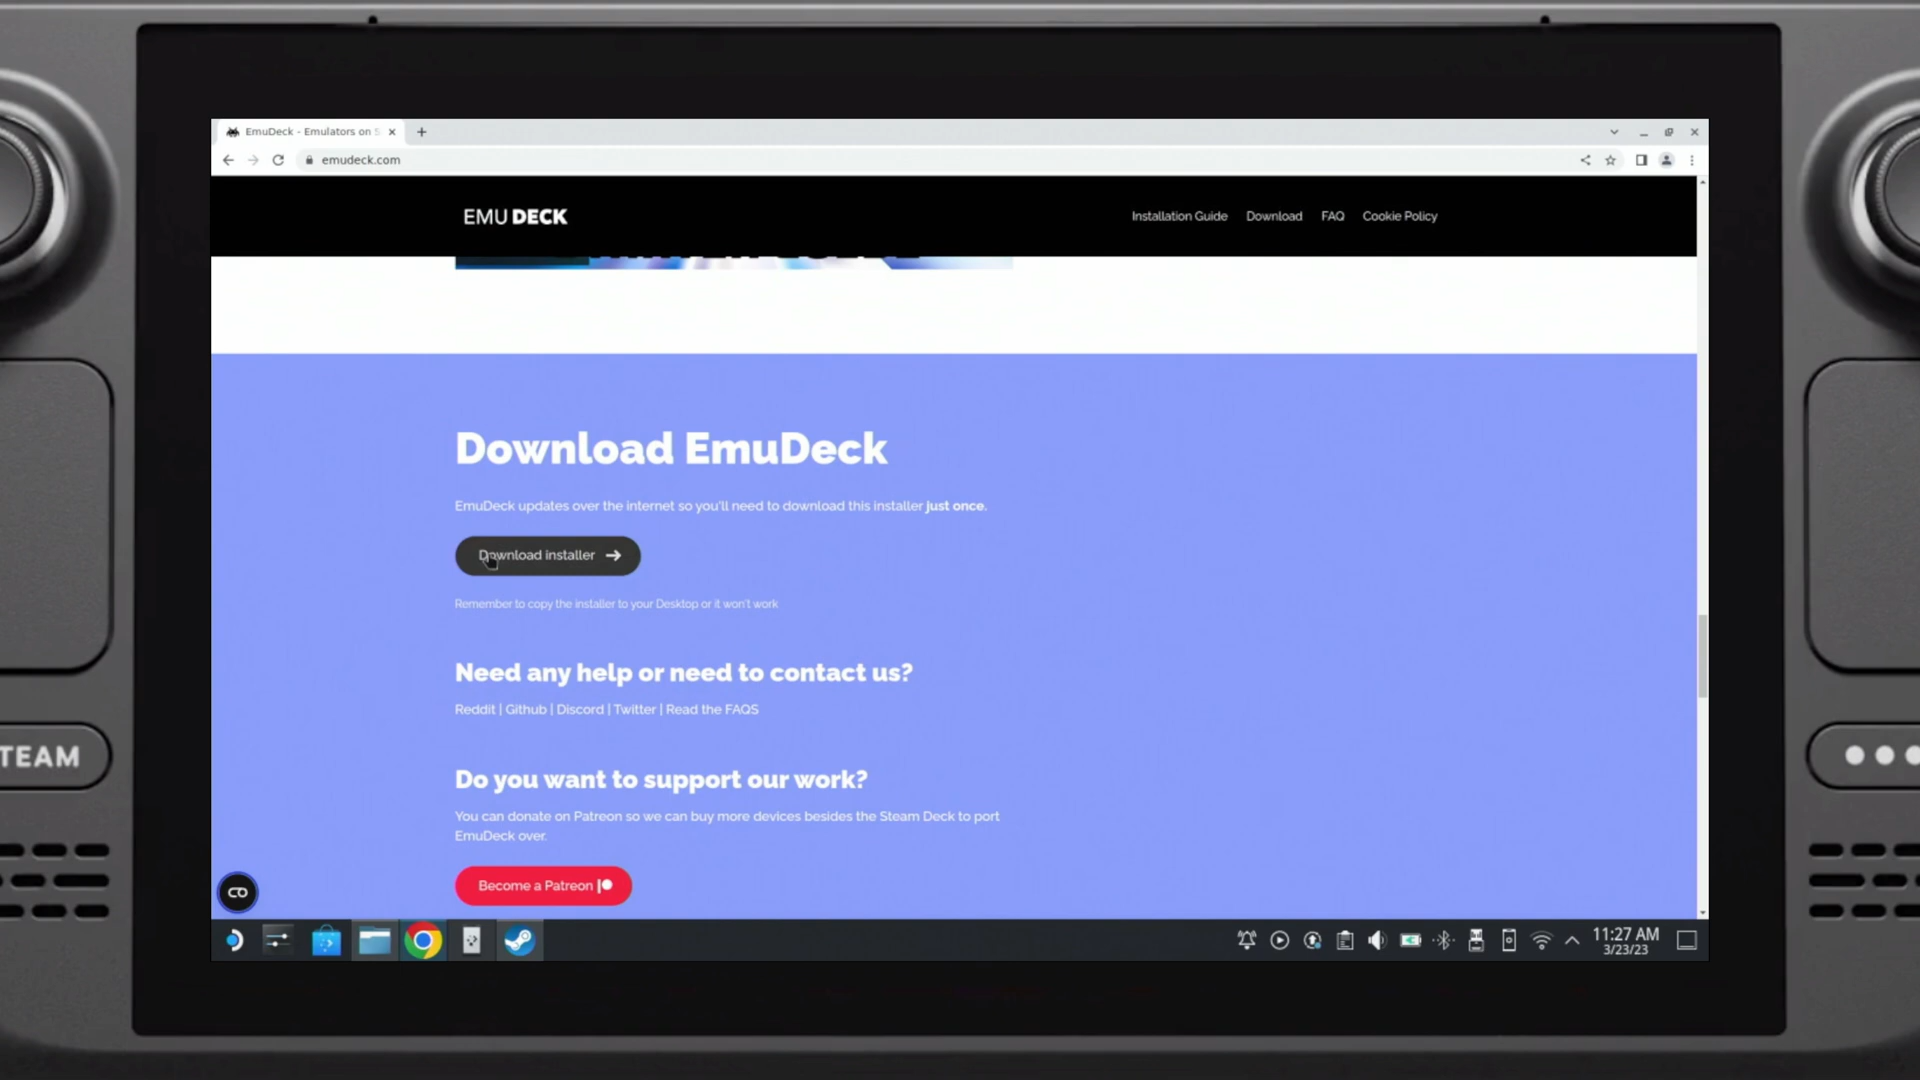 EmuDeck - Emulators on S
emudeck.com
EMU DECK
Installation Guide Download FAQ Cookie Policy
Download EmuDeck
EmuDeck updates over the internet so you'll need to download this installer just once.
Download installer
Remember to copy the installer to your Desktop or it won't work
Need any help or need to contact us?
Reddit | Github | Discord | Twitter | Read the FAQS
Do you want to support our work?
You can donate on Patreon so we can buy more devices besides the Steam Deck to port
EmuDeck over.
Become a Patreon
TEAM
11:27 AM
3/23/23